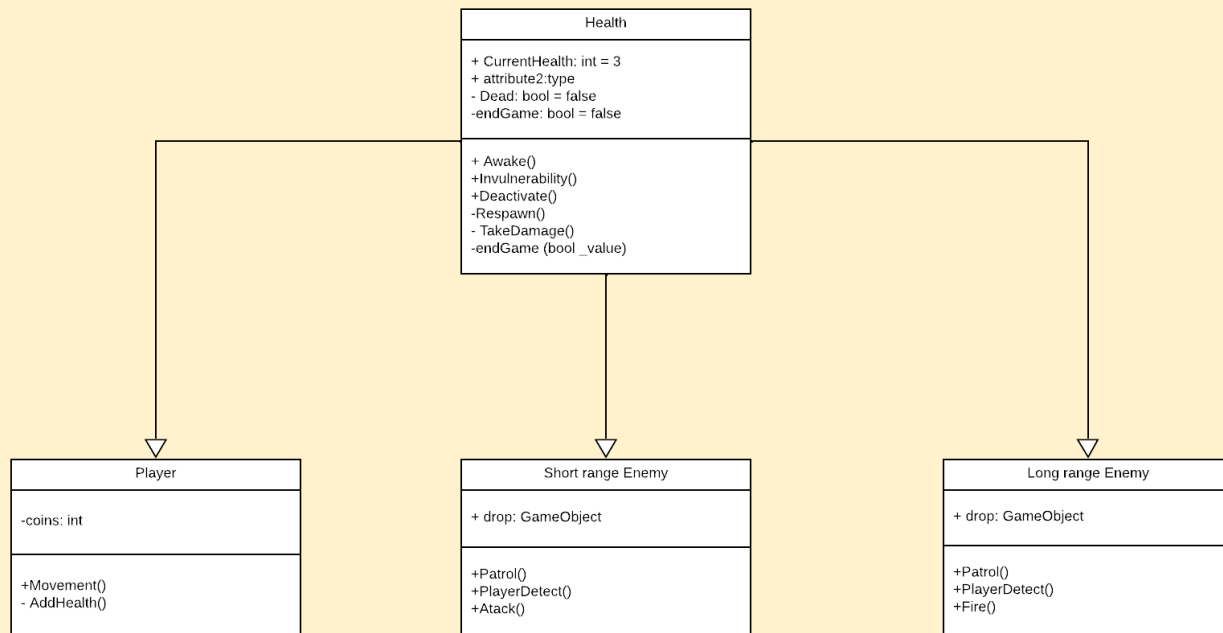 Health
+ CurrentHealth: int = 3
+ attribute2:type
- Dead: bool = false
-endGame: bool = false
+ Awake()
+Invulnerability()
+Deactivate()
-Respawn()
- TakeDamage()
-endGame (bool _value)
Player
-coins: int
+Movement()
- AddHealth()
Short range Enemy
+ drop: GameObject
+Patrol()
+PlayerDetect()
+Atack()
Long range Enemy
+ drop: GameObject
+Patrol()
+PlayerDetect()
+Fire()